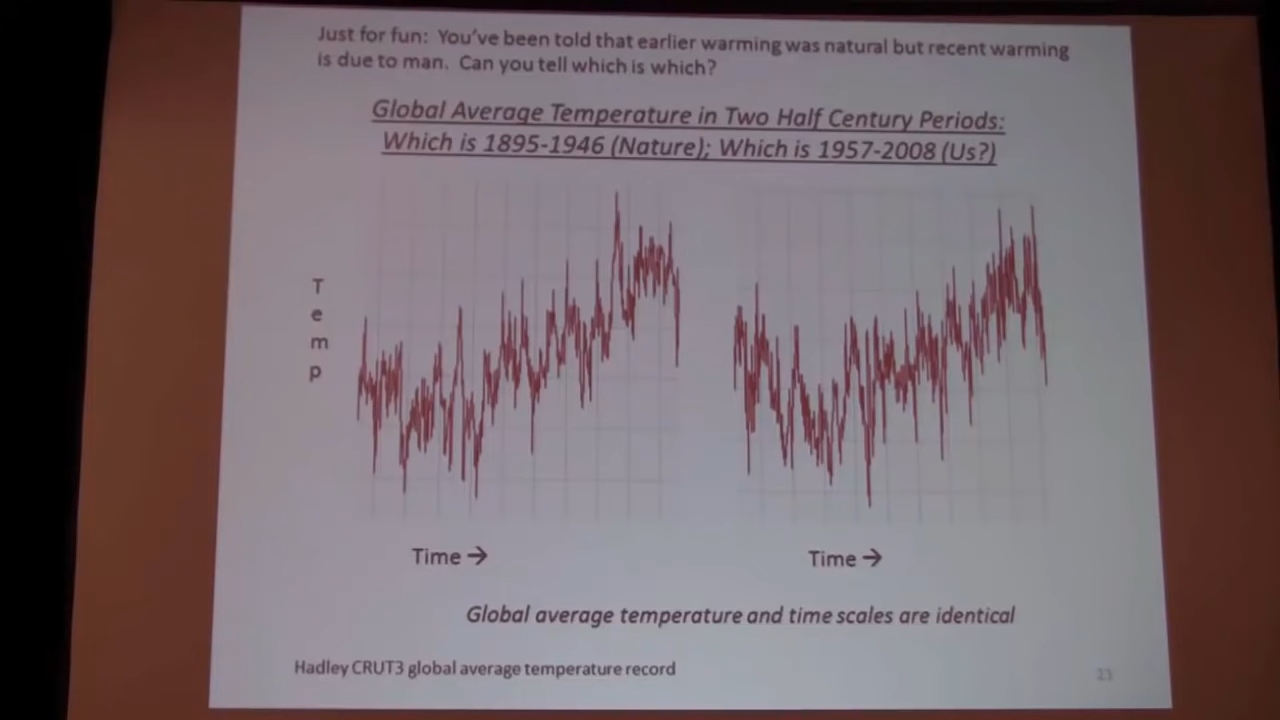 Just for fun: You've been told that earlier warming was natural but recent warming
is due to man. Can you tell which is which?
Global Average Temperature in Two Half Century Periods:
Which is 1895-1946 (Nature); Which is 1957-2008 (Us?)
T
e
m
p
Time →
Time →
Global average temperature and time scales are identical
Hadley CRUT3 global average temperature record